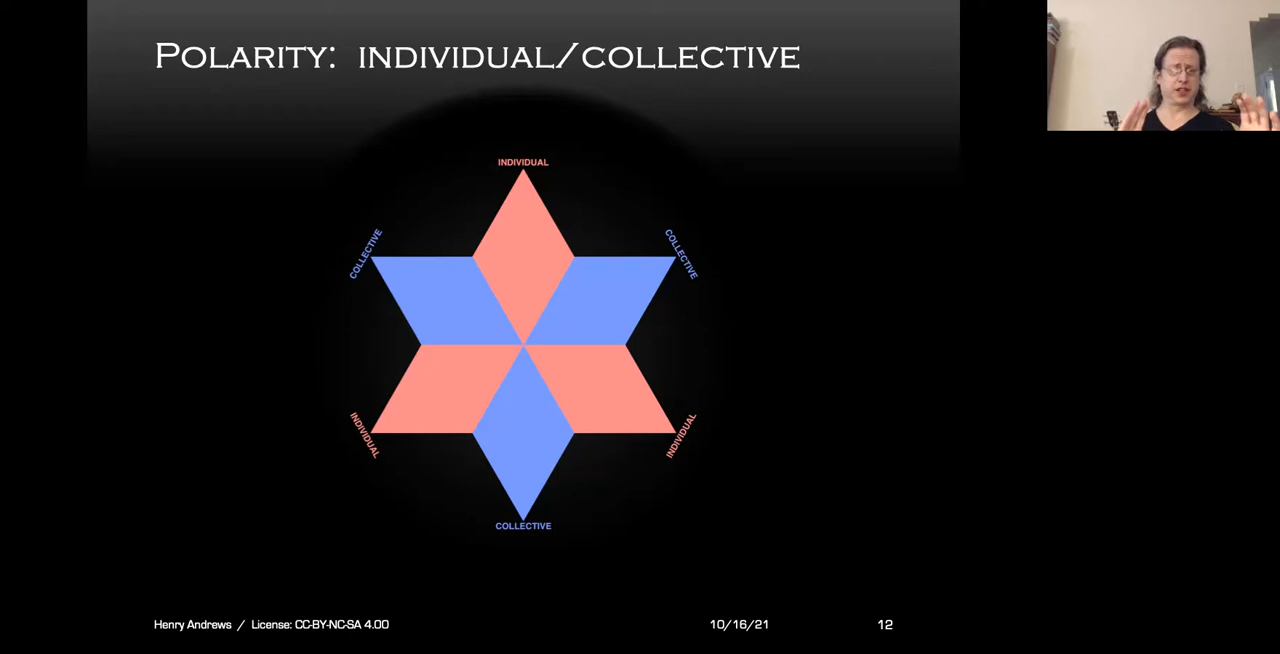 Polarity: individual/collective
INDIVIDUAL
COLLECTIVE
COLLECTIVE
INDIVIDUAL
INDIVIDUAL
COLLECTIVE
Henry Andrews / License: CC-BY-NC-SA 4.00
10/16/21
12